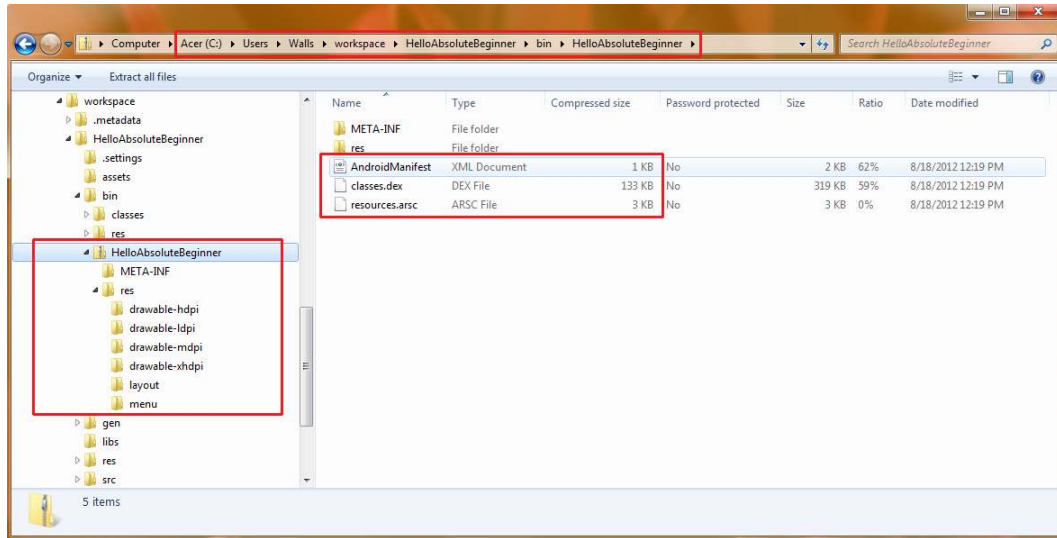 Computer Acer (C:) Users Walls workspace HelloAbsoluteBeginner bin HelloAbsoluteBeginner Search HelloAbsoluteBeginner
Organize Extract all files
workspace
.metadata
HelloAbsoluteBeginner
.settings
assets
bin
classes
res
HelloAbsoluteBeginner
META-INF
res
drawable-hdpi
drawable-ldpi
drawable-mdpi
drawable-xhdpi
layout
menu
gen
libs
res
src
Name Type Compressed size Password protected Size Ratio Date modified
META-INF File folder
res File folder
AndroidManifest XML Document 1 KB No 2 KB 62% 8/18/2012 12:19 PM
classes.dex DEX File 133 KB No 319 KB 59% 8/18/2012 12:19 PM
resources.arsc ARSC File 3 KB No 3 KB 0% 8/18/2012 12:19 PM
5 items